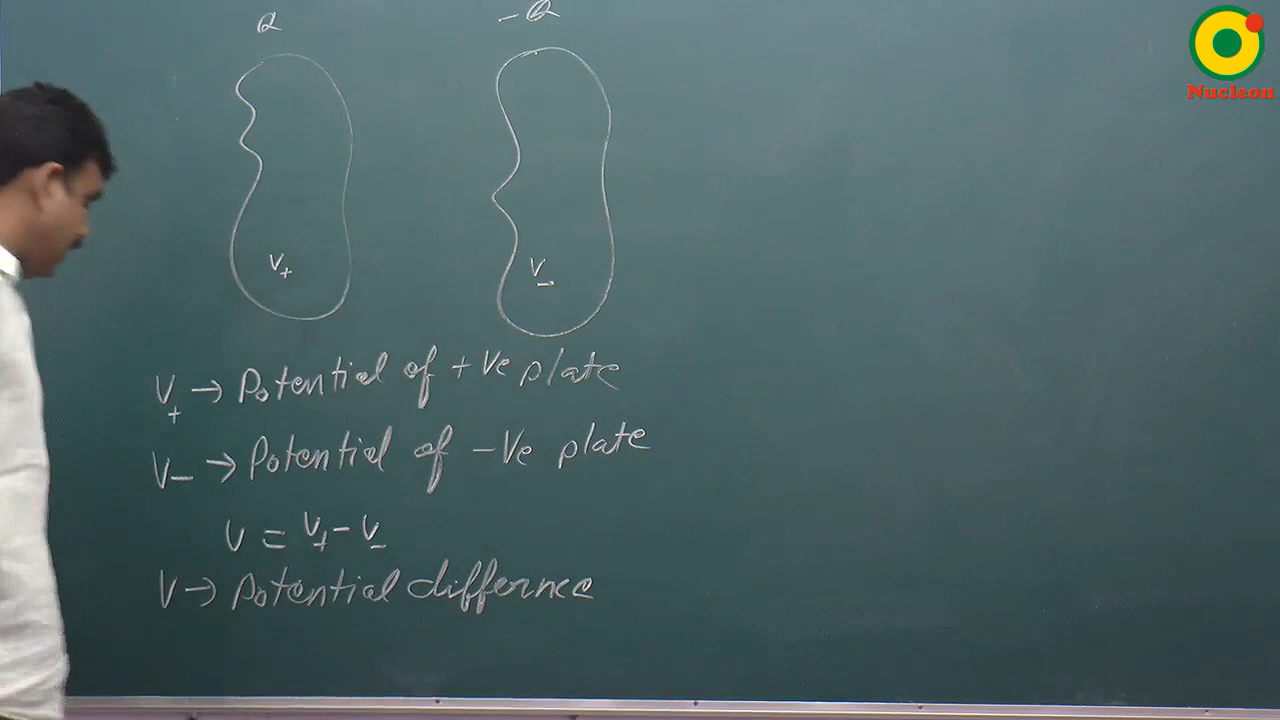 Q -Q
Nucleon
V+ V-
V+ → Potential of +Ve plate
V- → Potential of -Ve plate
V = V+ - V-
V → Potential differnce